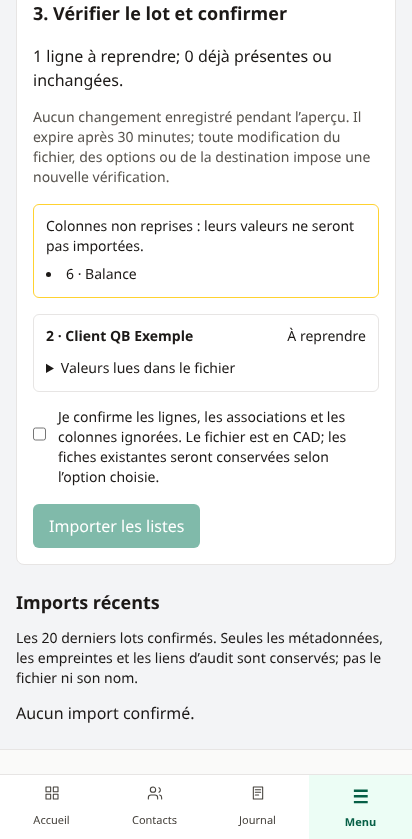 3. Vérifier le lot et confirmer
1 ligne à reprendre; 0 déjà présentes ou
inchangées.
Aucun changement enregistré pendant l’aperçu. Il
expire après 30 minutes; toute modification du
fichier, des options ou de la destination impose une
nouvelle vérification.
Colonnes non reprises : leurs valeurs ne seront
pas importées.
• 6 · Balance
2 · Client QB Exemple À reprendre
Valeurs lues dans le fichier
Je confirme les lignes, les associations et les
colonnes ignorées. Le fichier est en CAD; les
fiches existantes seront conservées selon
l’option choisie.
Importer les listes
Imports récents
Les 20 derniers lots confirmés. Seules les métadonnées,
les empreintes et les liens d’audit sont conservés; pas le
fichier ni son nom.
Aucun import confirmé.
Accueil Contacts Journal Menu